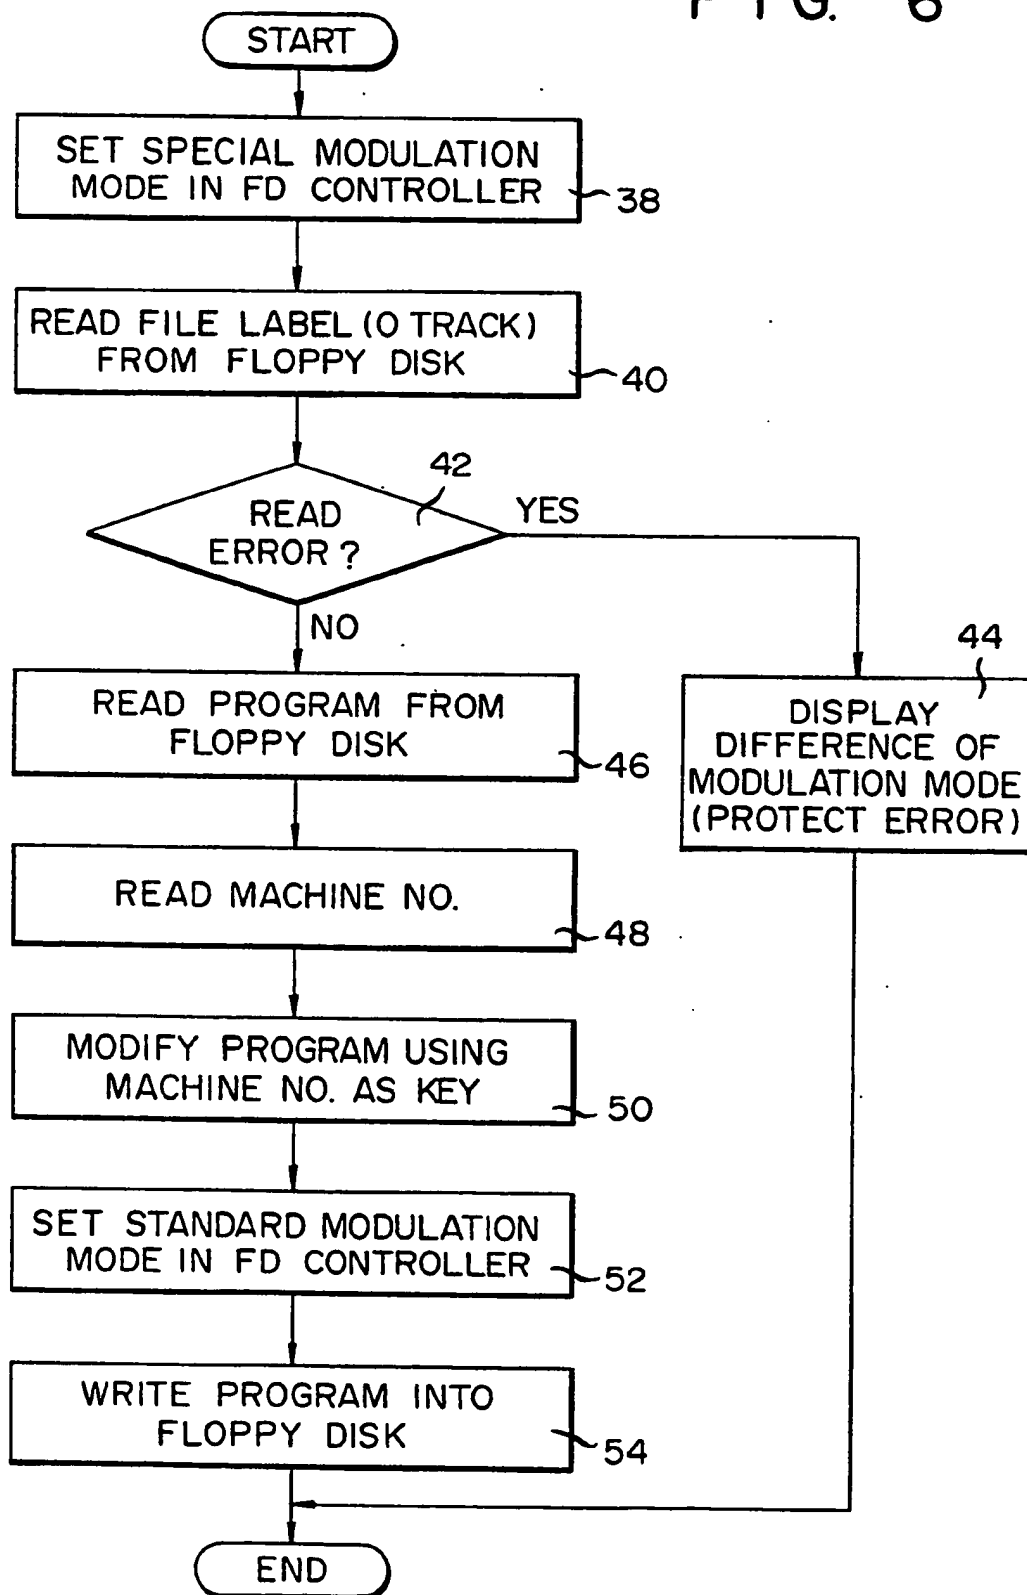 FIG. 6
START
SET SPECIAL MODULATION
MODE IN FD CONTROLLER
38
READ FILE LABEL (0 TRACK)
FROM FLOPPY DISK
40
42
READ
ERROR?
YES
NO
44
DISPLAY
DIFFERENCE OF
MODULATION MODE
(PROTECT ERROR)
READ PROGRAM FROM
FLOPPY DISK
46
READ MACHINE NO.
48
MODIFY PROGRAM USING
MACHINE NO. AS KEY
50
SET STANDARD MODULATION
MODE IN FD CONTROLLER
52
WRITE PROGRAM INTO
FLOPPY DISK
54
END